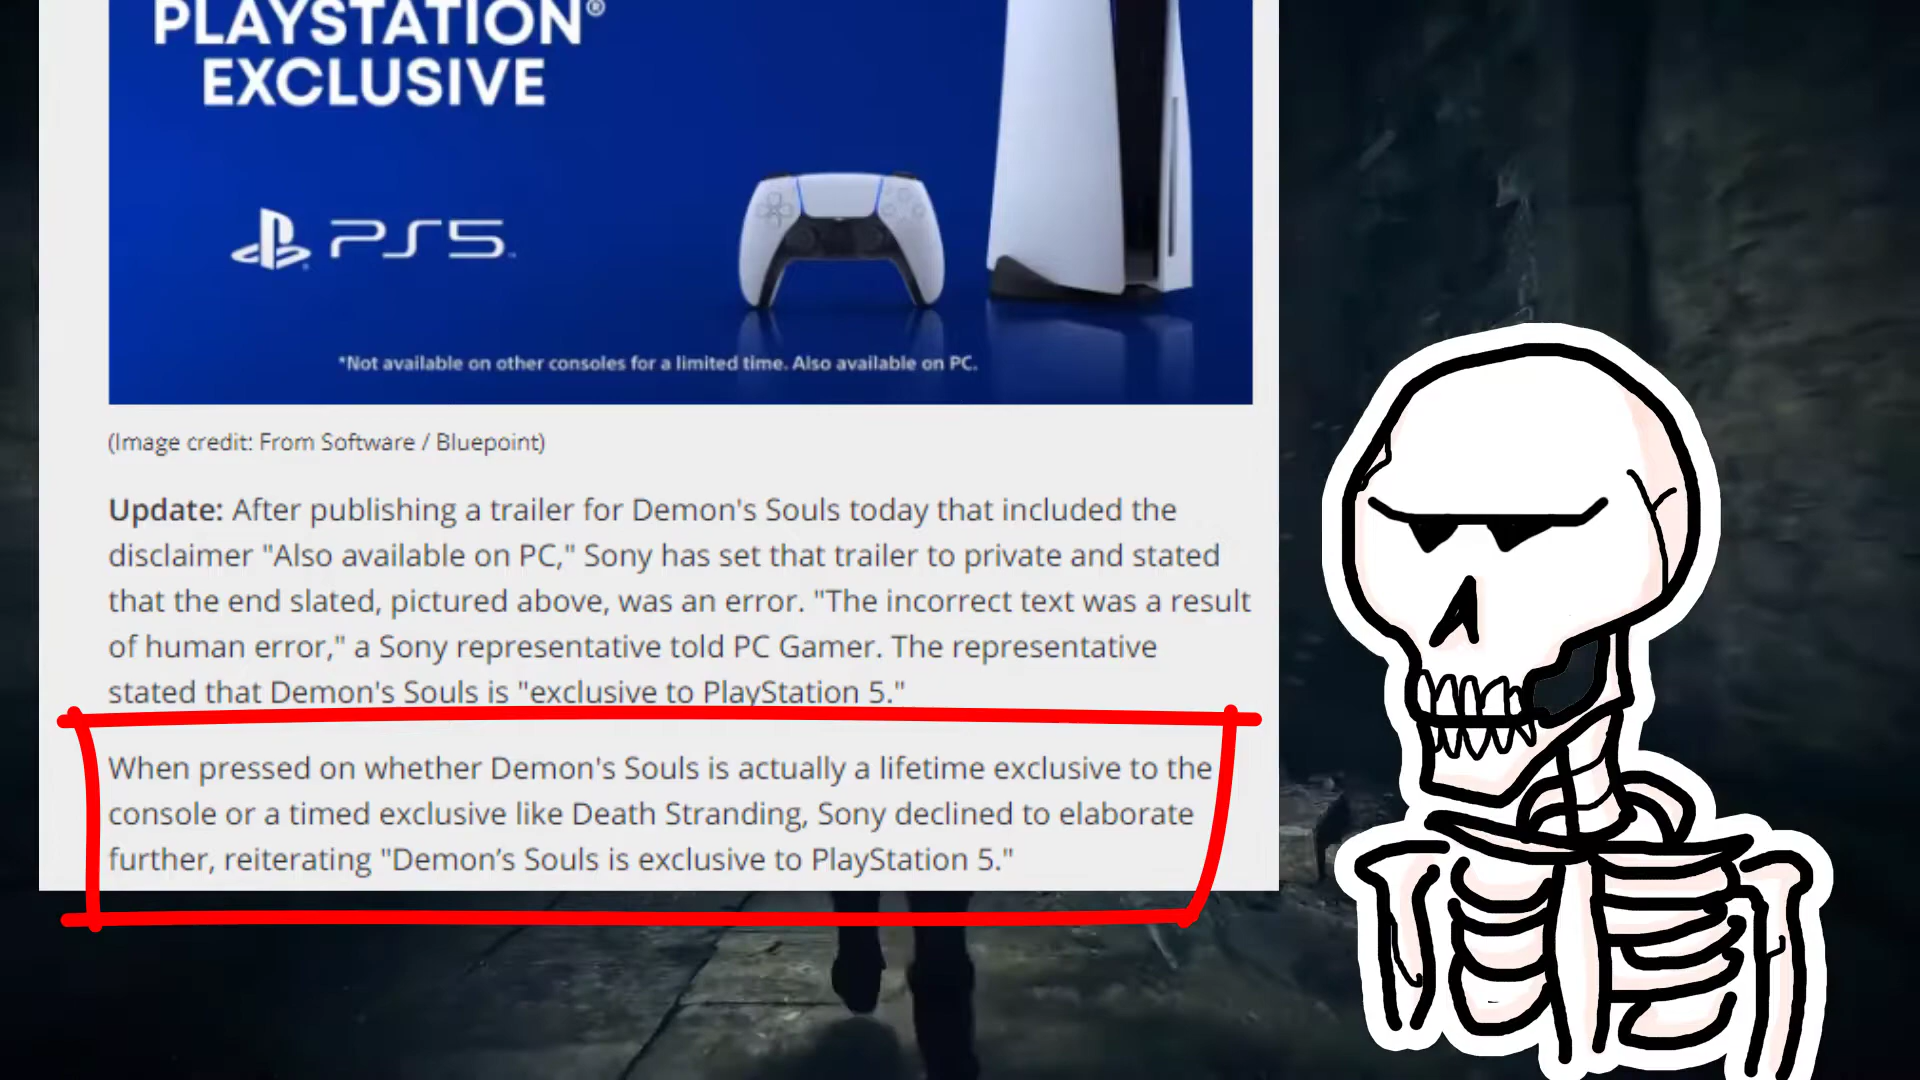 PLAYSTATION®
EXCLUSIVE
PS5
*Not available on other consoles for a limited time. Also available on PC.
(Image credit: From Software / Bluepoint)
Update: After publishing a trailer for Demon's Souls today that included the
disclaimer "Also available on PC," Sony has set that trailer to private and stated
that the end slated, pictured above, was an error. "The incorrect text was a result
of human error," a Sony representative told PC Gamer. The representative
stated that Demon's Souls is "exclusive to PlayStation 5."
When pressed on whether Demon's Souls is actually a lifetime exclusive to the
console or a timed exclusive like Death Stranding, Sony declined to elaborate
further, reiterating "Demon’s Souls is exclusive to PlayStation 5."